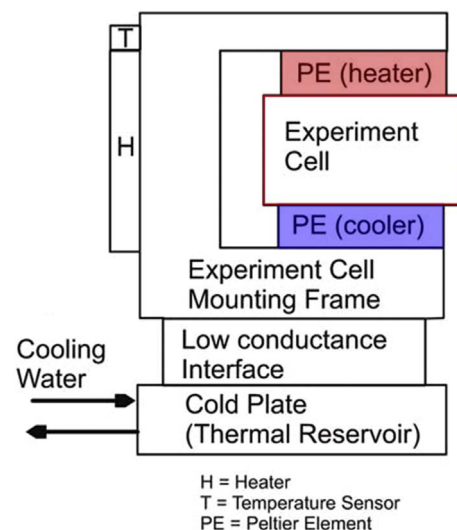 T
PE (heater)
H
Experiment
Cell
PE (cooler)
Experiment Cell
Mounting Frame
Cooling
Water
Low conductance
Interface
Cold Plate
(Thermal Reservoir)
H = Heater
T = Temperature Sensor
PE = Peltier Element